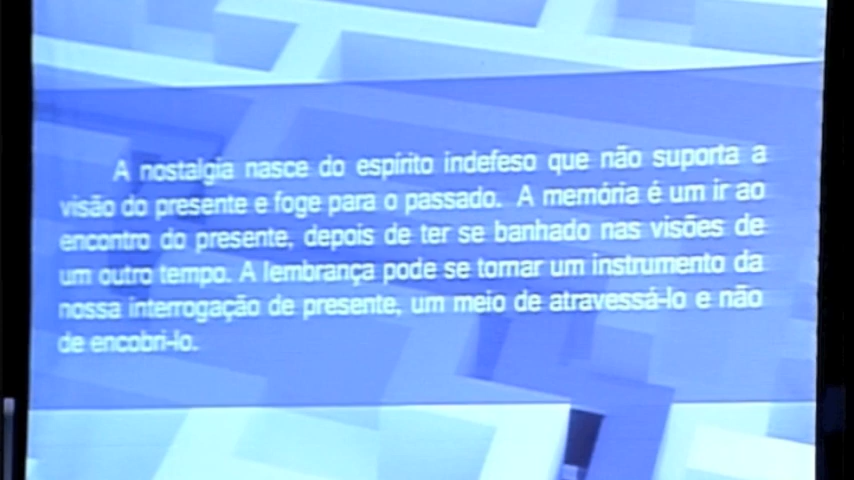 A nostalgia nasce do espírito indefeso que não suporta a
visão do presente e foge para o passado. A memória é um ir ao
encontro do presente, depois de ter se banhado nas visões de
um outro tempo. A lembrança pode se tornar um instrumento da
nossa interrogação de presente, um meio de atravessá-lo e não
de encobri-lo.